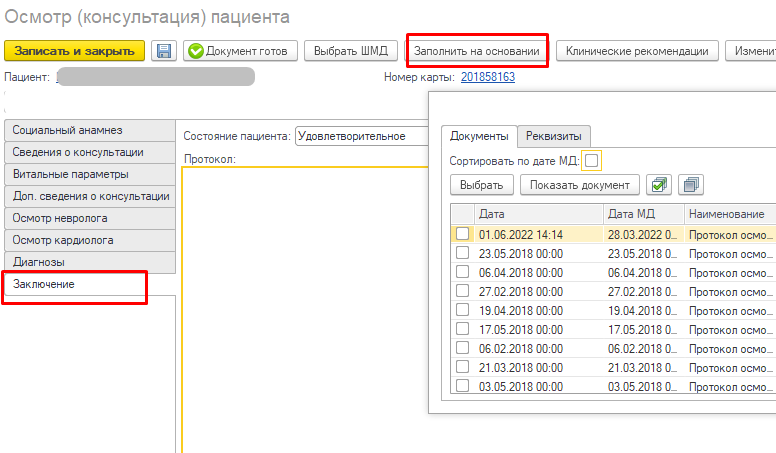 Осмотр (консультация) пациента
Записать и закрыть Документ готов Выбрать ШМД Заполнить на основании Клинические рекомендации Изменит
Пациент: Номер карты: 201858163
Социальный анамнез
Сведения о консультации
Витальные параметры
Доп. сведения о консультации
Осмотр невролога
Осмотр кардиолога
Диагнозы
Заключение
Состояние пациента: Удовлетворительное
Протокол:
Документы Реквизиты
Сортировать по дате МД:
Выбрать Показать документ
Дата Дата МД Наименование
01.06.2022 14:14 28.03.2022 0... Протокол осмо...
23.05.2018 00:00 23.05.2018 0... Протокол осмо...
06.04.2018 00:00 06.04.2018 0... Протокол осмо...
27.02.2018 00:00 27.02.2018 0... Протокол осмо...
19.04.2018 00:00 19.04.2018 0... Протокол осмо...
17.05.2018 00:00 17.05.2018 0... Протокол осмо...
06.02.2018 00:00 06.02.2018 0... Протокол осмо...
21.03.2018 00:00 21.03.2018 0... Протокол осмо...
03.05.2018 00:00 03.05.2018 0... Протокол осмо...